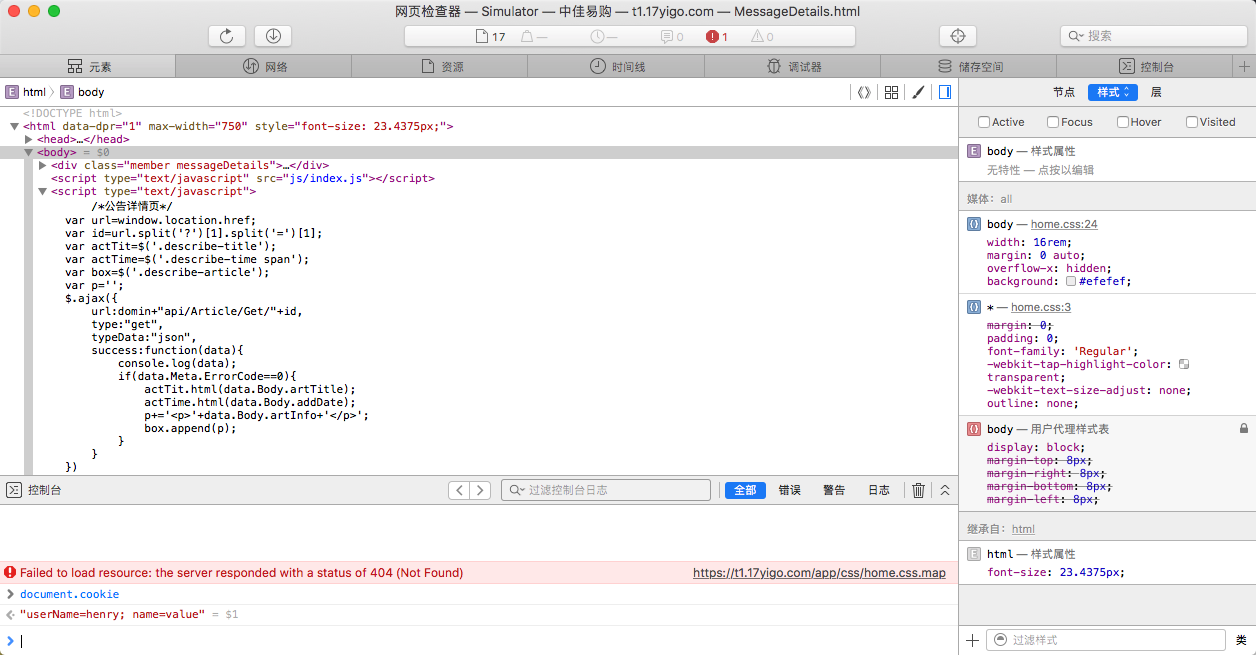 网页检查器 — Simulator — 中佳易购 — t1.17yigo.com — MessageDetails.html
17 — — 0 1 0
搜索
元素 网络 资源 时间线 调试器 储存空间 控制台
E html E body
<!DOCTYPE html>
<html data-dpr="1" max-width="750" style="font-size: 23.4375px;">
<head>…</head>
<body> = $0
<div class="member messageDetails">…</div>
<script type="text/javascript" src="js/index.js"></script>
<script type="text/javascript">
/*公告详情页*/
var url=window.location.href;
var id=url.split('?')[1].split('=')[1];
var actTit=$('.describe-title');
var actTime=$('.describe-time span');
var box=$('.describe-article');
var p='';
$.ajax({
url:domin+"api/Article/Get/"+id,
type:"get",
typeData:"json",
success:function(data){
console.log(data);
if(data.Meta.ErrorCode==0){
actTit.html(data.Body.artTitle);
actTime.html(data.Body.addDate);
p+='<p>'+data.Body.artInfo+'</p>';
box.append(p);
}
}
})
控制台
过滤控制台日志
全部 错误 警告 日志
Failed to load resource: the server responded with a status of 404 (Not Found) https://t1.17yigo.com/app/css/home.css.map
document.cookie
"userName=henry; name=value" = $1
节点 样式 层
Active Focus Hover Visited
E body — 样式属性
无特性 — 点按以编辑
媒体: all
body — home.css:24
width: 16rem;
margin: 0 auto;
overflow-x: hidden;
background: #efefef;
* — home.css:3
margin: 0;
padding: 0;
font-family: 'Regular';
-webkit-tap-highlight-color:
transparent;
-webkit-text-size-adjust: none;
outline: none;
body — 用户代理样式表
display: block;
margin-top: 8px;
margin-right: 8px;
margin-bottom: 8px;
margin-left: 8px;
继承自: html
E html — 样式属性
font-size: 23.4375px;
过滤样式
类